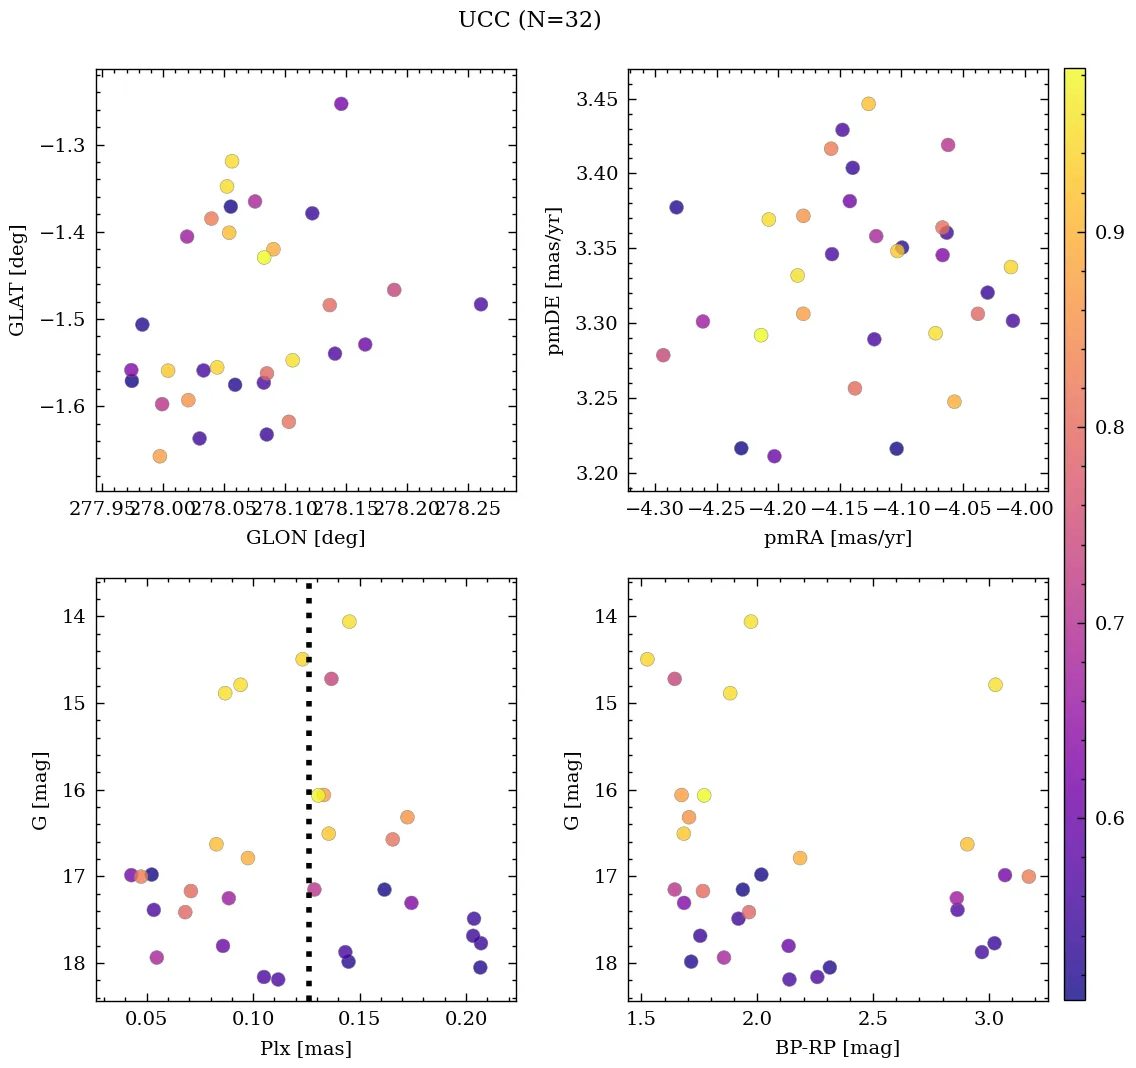 UCC (N=32)
−1.3
−1.4
−1.5
−1.6
GLAT [deg]
277.95 278.00 278.05 278.10 278.15 278.20 278.25
GLON [deg]
3.45
3.40
3.35
3.30
3.25
3.20
pmDE [mas/yr]
−4.30 −4.25 −4.20 −4.15 −4.10 −4.05 −4.00
pmRA [mas/yr]
0.9
0.8
0.7
0.6
14
15
16
17
18
G [mag]
0.05 0.10 0.15 0.20
Plx [mas]
14
15
16
17
18
G [mag]
1.5 2.0 2.5 3.0
BP-RP [mag]